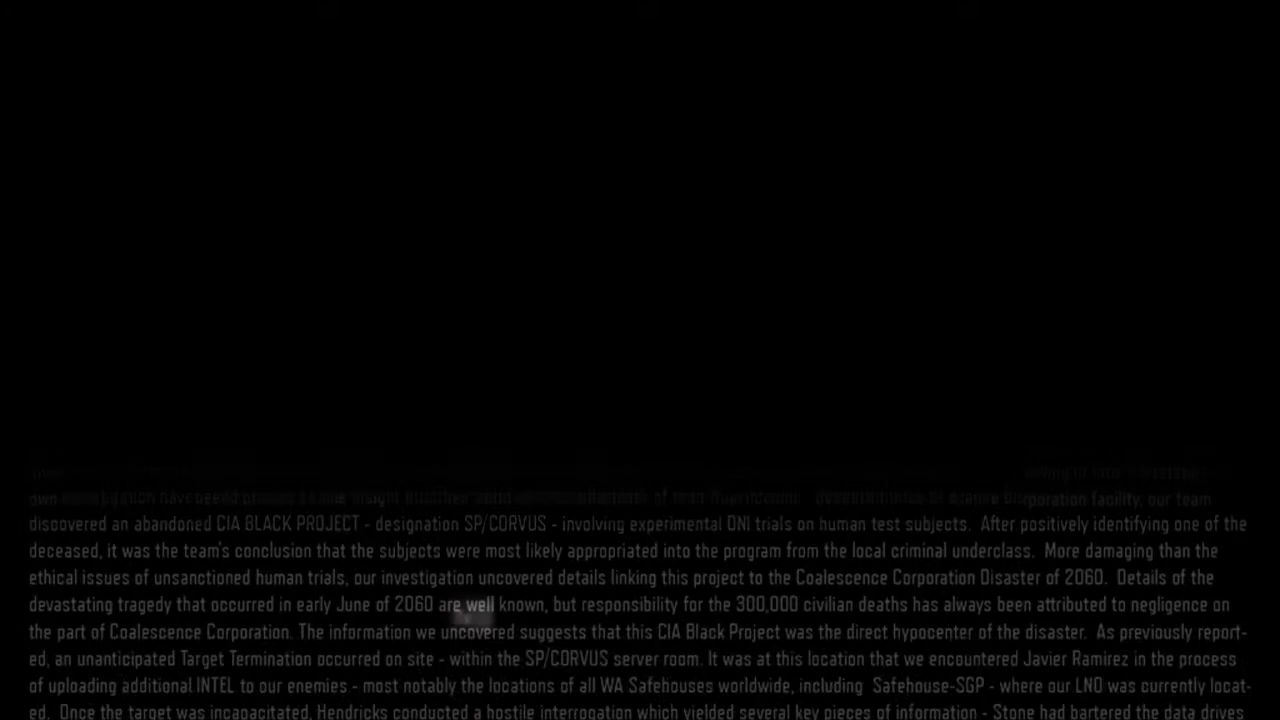 facility, our team
discovered an abandoned CIA BLACK PROJECT - designation SP/CORVUS - involving experimental DNI trials on human test subjects. After positively identifying one of the
deceased, it was the team's conclusion that the subjects were most likely appropriated into the program from the local criminal underclass. More damaging than the
ethical issues of unsanctioned human trials, our investigation uncovered details linking this project to the Coalescence Corporation Disaster of 2060. Details of the
devastating tragedy that occurred in early June of 2060 are well known, but responsibility for the 300,000 civilian deaths has always been attributed to negligence on
the part of Coalescence Corporation. The information we uncovered suggests that this CIA Black Project was the direct hypocenter of the disaster. As previously report-
ed, an unanticipated Target Termination occurred on site - within the SP/CORVUS server room. It was at this location that we encountered Javier Ramirez in the process
of uploading additional INTEL to our enemies - most notably the locations of all WA Safehouses worldwide, including Safehouse-SGP - where our LNO was currently locat-
ed. Once the target was incapacitated, Hendricks conducted a hostile interrogation which yielded several key pieces of information - Stone had bartered the data drives